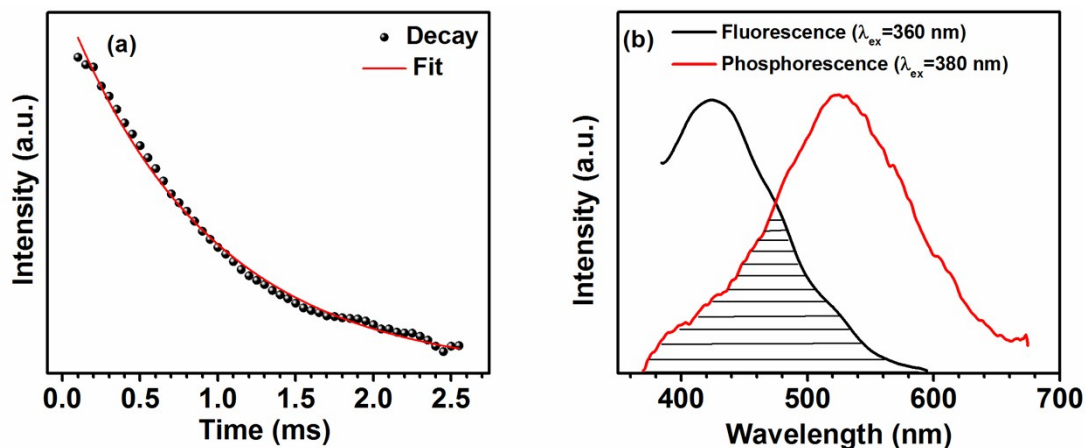 (a)
Decay
Fit
Intensity (a.u.)
0.0 0.5 1.0 1.5 2.0 2.5
Time (ms)
(b)
Fluorescence (λex=360 nm)
Phosphorescence (λex=380 nm)
Intensity (a.u.)
400 500 600 700
Wavelength (nm)